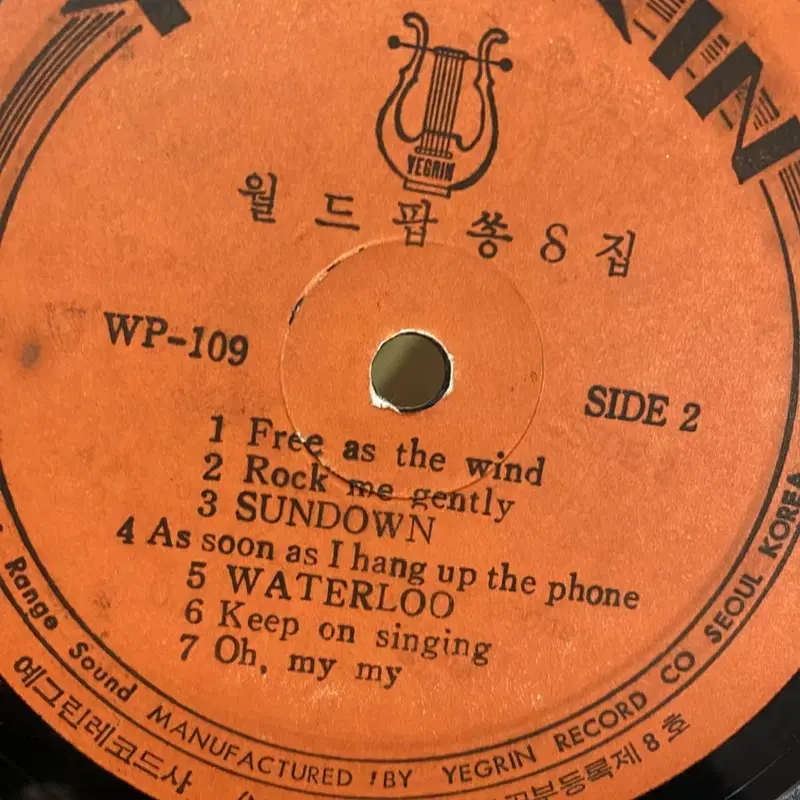 YEGRIN
월드팝쏭 8 집
WP-109
SIDE 2
1 Free as the wind
2 Rock me gently
3 SUNDOWN
4 As soon as I hang up the phone
5 WATERLOO
6 Keep on singing
7 Oh, my my
Range Sound MANUFACTURED !BY YEGRIN RECORD CO SEOUL KOREA
예그린레코드사
공부등록제 8 호